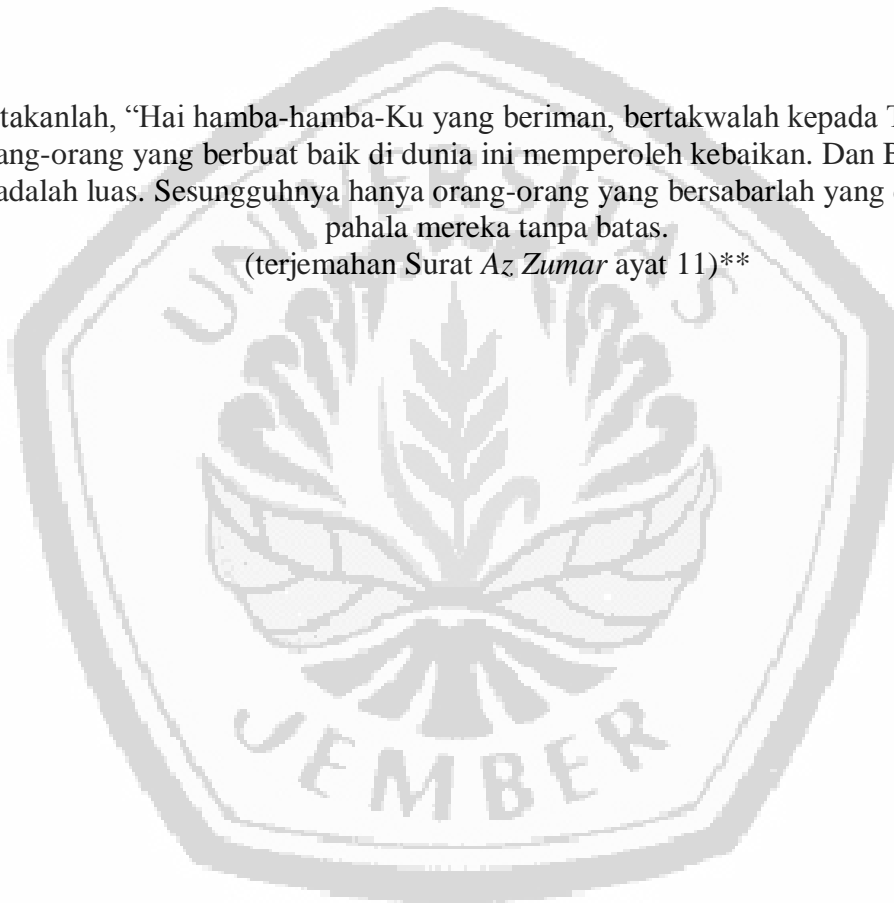 takanlah, “Hai hamba-hamba-Ku yang beriman, bertakwalah kepada T
ang-orang yang berbuat baik di dunia ini memperoleh kebaikan. Dan B
adalah luas. Sesungguhnya hanya orang-orang yang bersabarlah yang
pahala mereka tanpa batas.
(terjemahan Surat Az Zumar ayat 11)**
UNIVERSITAS
JEMBER